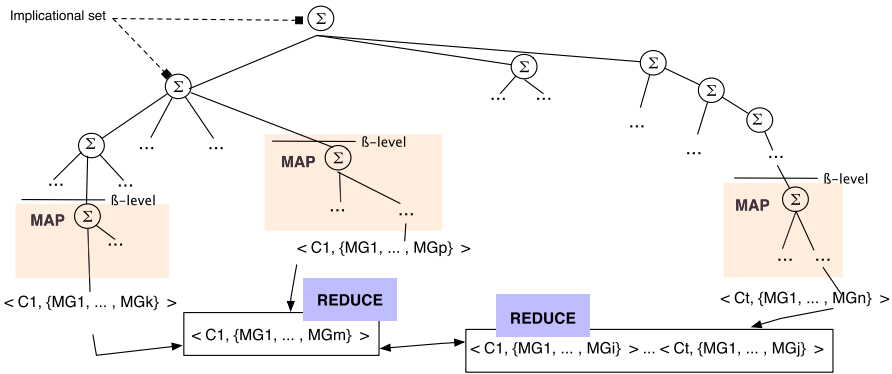 Implicational set
Σ
Σ
Σ
Σ
... ...
...
Σ
...
Σ
Σ
... ...
...
...
ß-level
MAP
Σ
...
...
... ...
ß-level
MAP
Σ
...
...
ß-level
MAP
Σ
... ...
< C1, {MG1, ... , MGk} >
< C1, {MG1, ... , MGp} >
< Ct, {MG1, ... , MGn} >
REDUCE
< C1, {MG1, ... , MGm} >
REDUCE
< C1, {MG1, ... , MGi} > ... < Ct, {MG1, ... , MGj} >